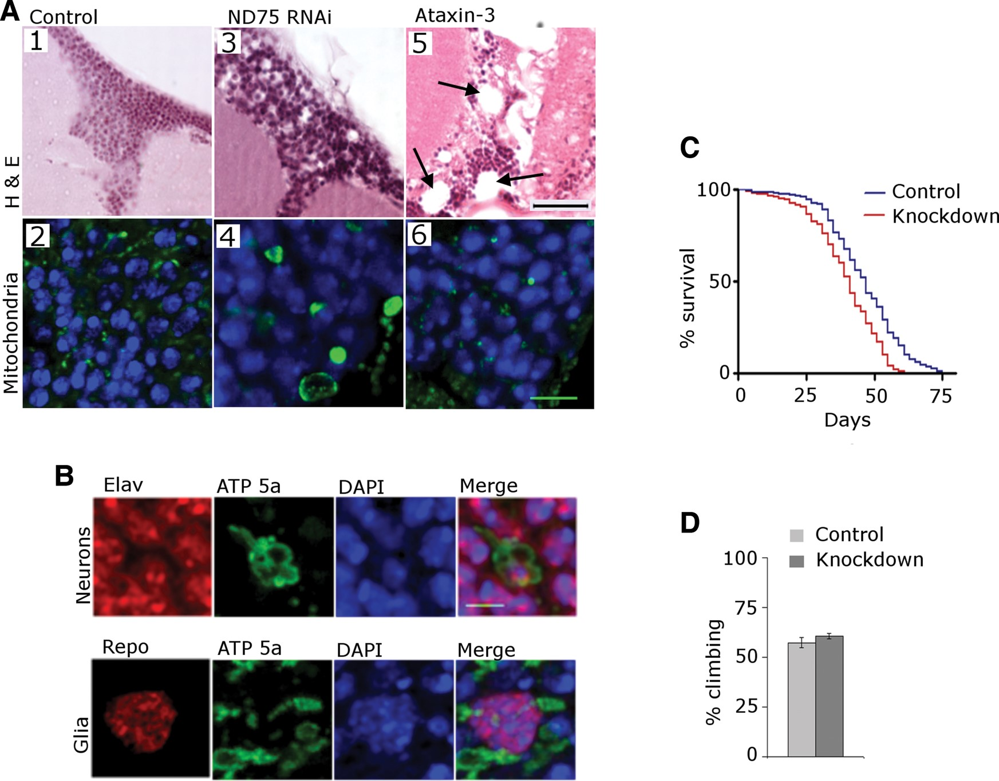 A
Control
ND75 RNAi
Ataxin-3
1
3
5
H & E
2
4
6
Mitochondria
B
Elav
ATP 5a
DAPI
Merge
Neurons
Repo
ATP 5a
DAPI
Merge
Glia
C
100
50
0
% survival
Control
Knockdown
0
25
50
75
Days
D
Control
Knockdown
100
75
50
25
0
% climbing